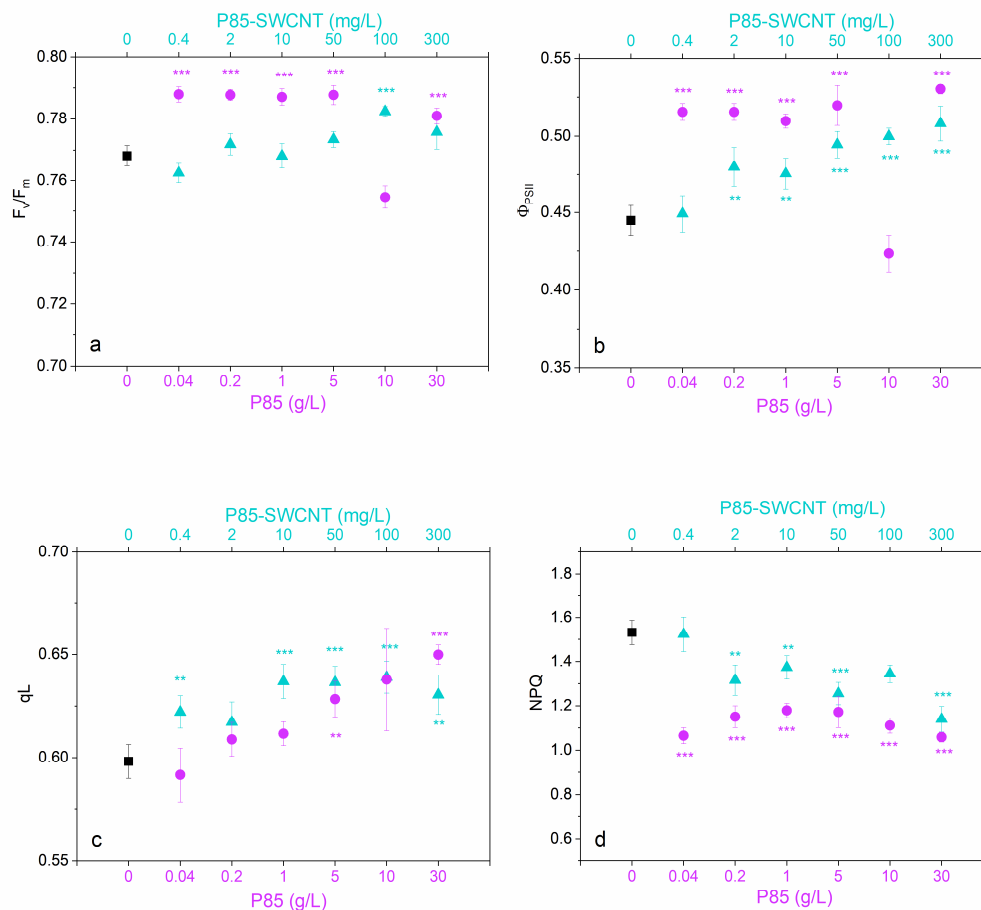 P85-SWCNT (mg/L)
0 0.4 2 10 50 100 300
0.80
0.78
0.76
0.74
0.72
0.70
Fv/Fm
*** *** *** *** *** ***
a
0 0.04 0.2 1 5 10 30
P85 (g/L)
P85-SWCNT (mg/L)
0 0.4 2 10 50 100 300
0.55
0.50
0.45
0.40
0.35
ΦPSII
*** *** *** *** ***
** ** *** *** ***
b
0 0.04 0.2 1 5 10 30
P85 (g/L)
P85-SWCNT (mg/L)
0 0.4 2 10 50 100 300
0.70
0.65
0.60
0.55
qL
** *** *** *** ***
** **
c
0 0.04 0.2 1 5 10 30
P85 (g/L)
P85-SWCNT (mg/L)
0 0.4 2 10 50 100 300
1.8
1.6
1.4
1.2
1.0
0.8
0.6
NPQ
** ** *** ***
*** *** *** *** *** ***
d
0 0.04 0.2 1 5 10 30
P85 (g/L)